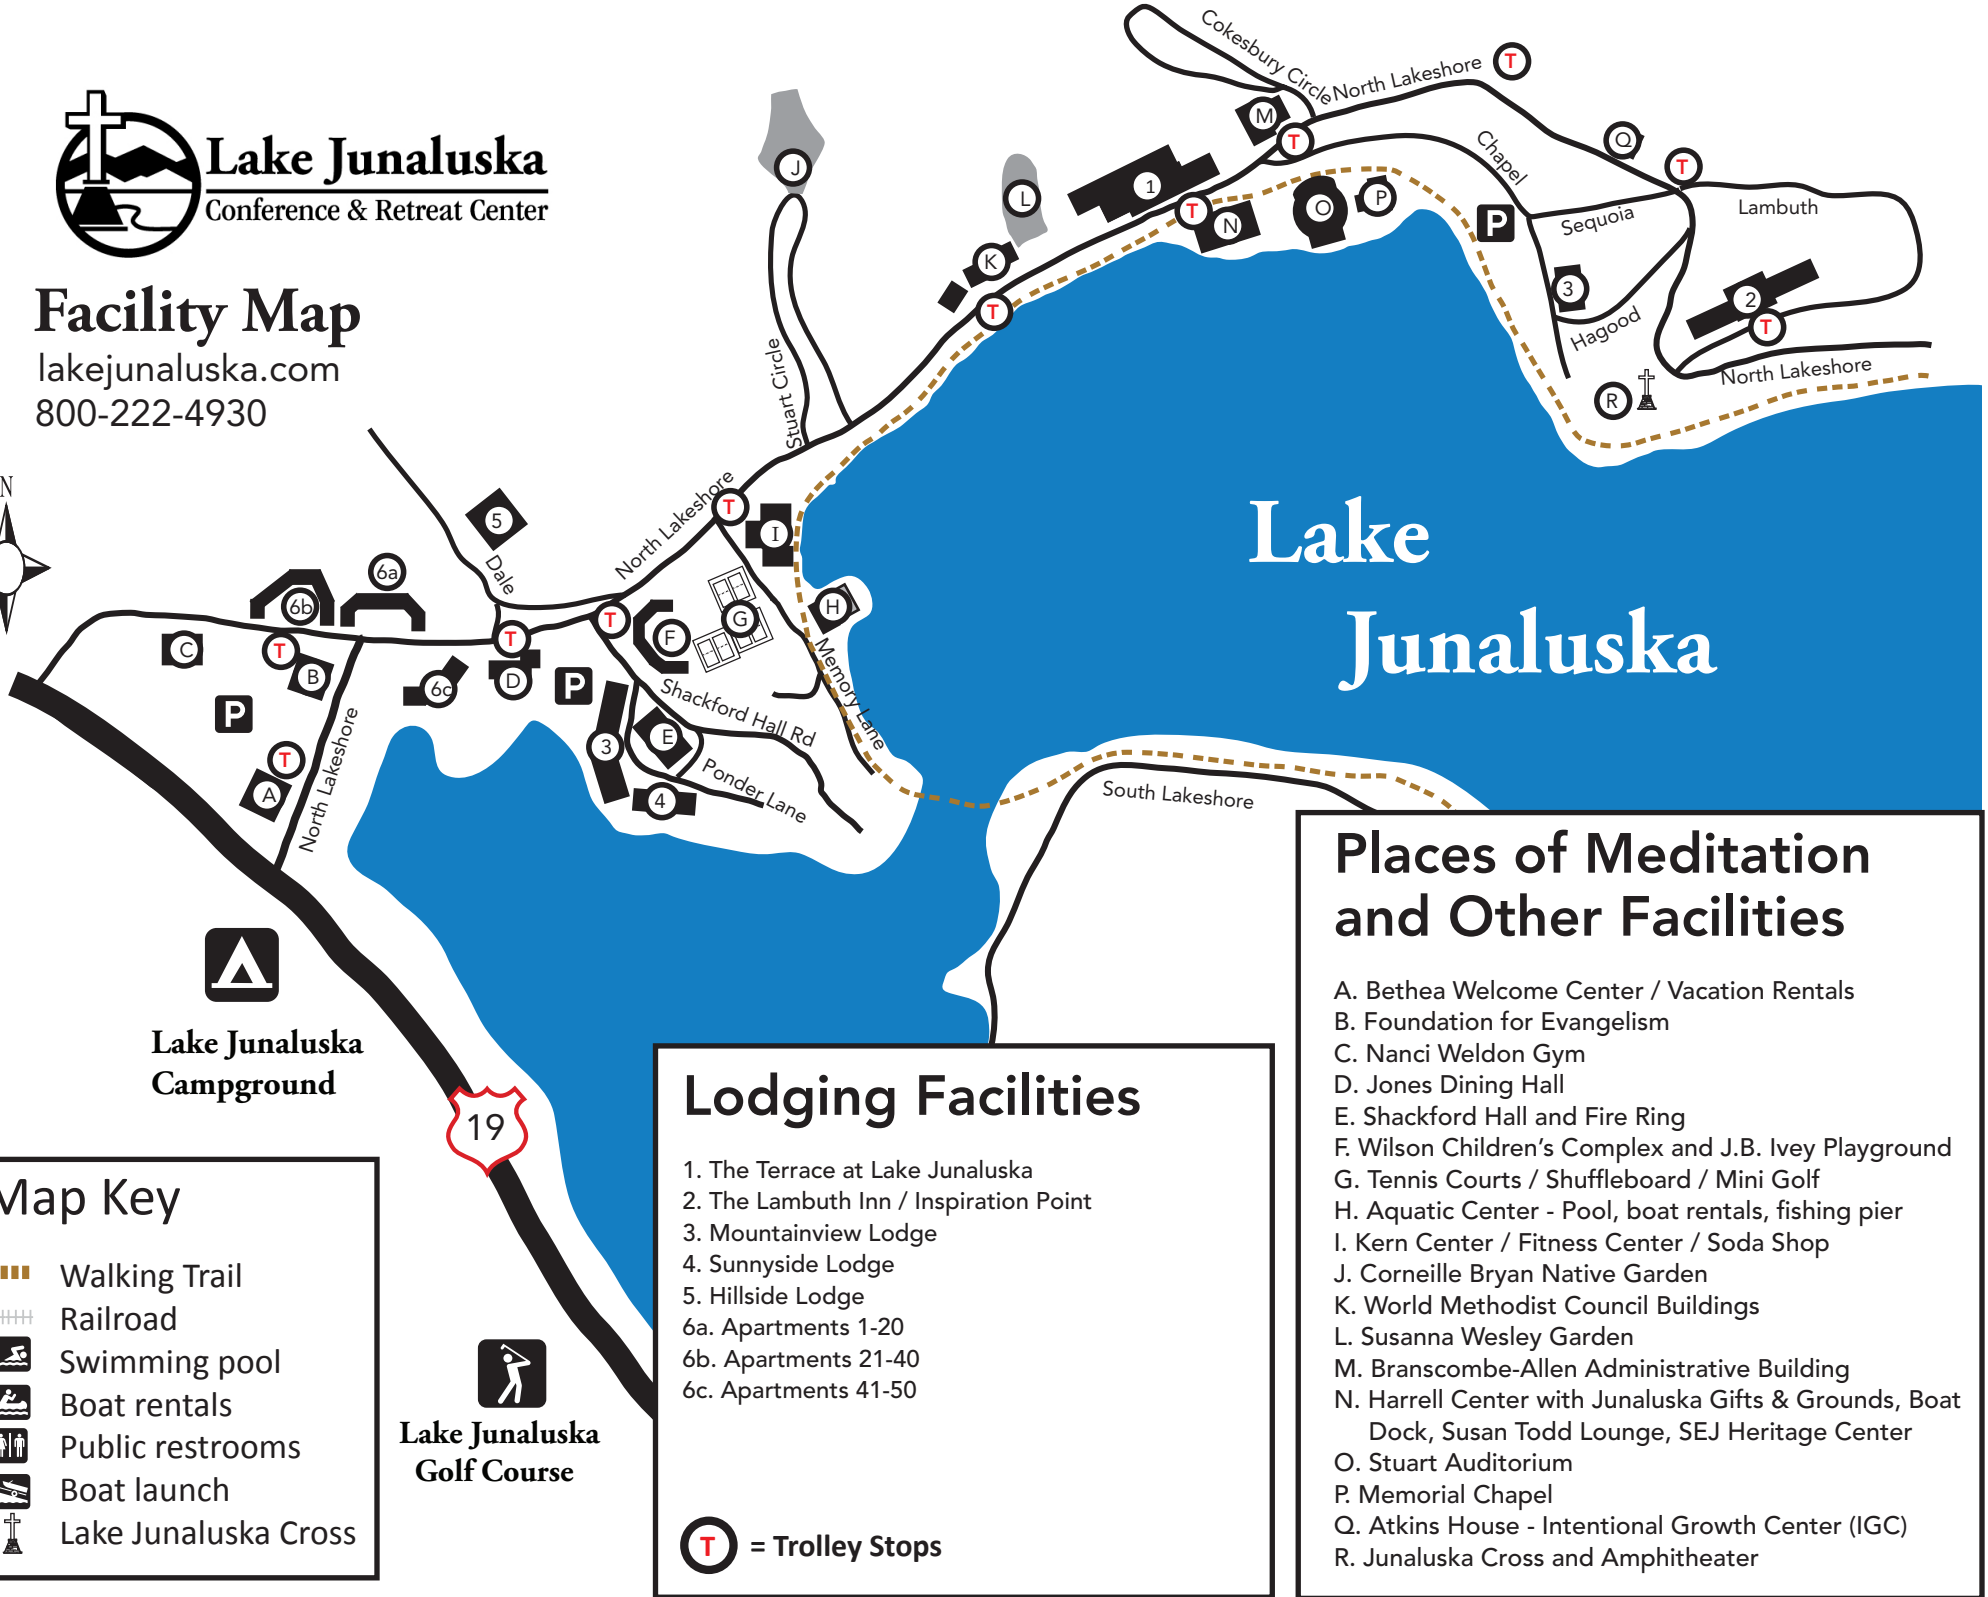 Lake Junaluska
Conference & Retreat Center
Facility Map
lakejunaluska.com
800-222-4930
N
Cokesbury Circle
North Lakeshore
T
M
T
Q
T
Chapel
J
L
1
T
N
O
P
P
Sequoia
Lambuth
K
T
3
Hagood
2
T
North Lakeshore
R
Stuart Circle
North Lakeshore
T
I
5
Dale
6a
6b
T
T
F
G
H
C
T
B
6c
D
P
Shackford Hall Rd
Memory Lane
P
T
A
North Lakeshore
3
E
4
Ponder Lane
Lake
Junaluska
South Lakeshore
Lake Junaluska
Campground
19
Lake Junaluska
Golf Course
Map Key
Walking Trail
Railroad
Swimming pool
Boat rentals
Public restrooms
Boat launch
Lake Junaluska Cross
Lodging Facilities
1. The Terrace at Lake Junaluska
2. The Lambuth Inn / Inspiration Point
3. Mountainview Lodge
4. Sunnyside Lodge
5. Hillside Lodge
6a. Apartments 1-20
6b. Apartments 21-40
6c. Apartments 41-50
T = Trolley Stops
Places of Meditation
and Other Facilities
A. Bethea Welcome Center / Vacation Rentals
B. Foundation for Evangelism
C. Nanci Weldon Gym
D. Jones Dining Hall
E. Shackford Hall and Fire Ring
F. Wilson Children's Complex and J.B. Ivey Playground
G. Tennis Courts / Shuffleboard / Mini Golf
H. Aquatic Center - Pool, boat rentals, fishing pier
I. Kern Center / Fitness Center / Soda Shop
J. Corneille Bryan Native Garden
K. World Methodist Council Buildings
L. Susanna Wesley Garden
M. Branscombe-Allen Administrative Building
N. Harrell Center with Junaluska Gifts & Grounds, Boat
Dock, Susan Todd Lounge, SEJ Heritage Center
O. Stuart Auditorium
P. Memorial Chapel
Q. Atkins House - Intentional Growth Center (IGC)
R. Junaluska Cross and Amphitheater